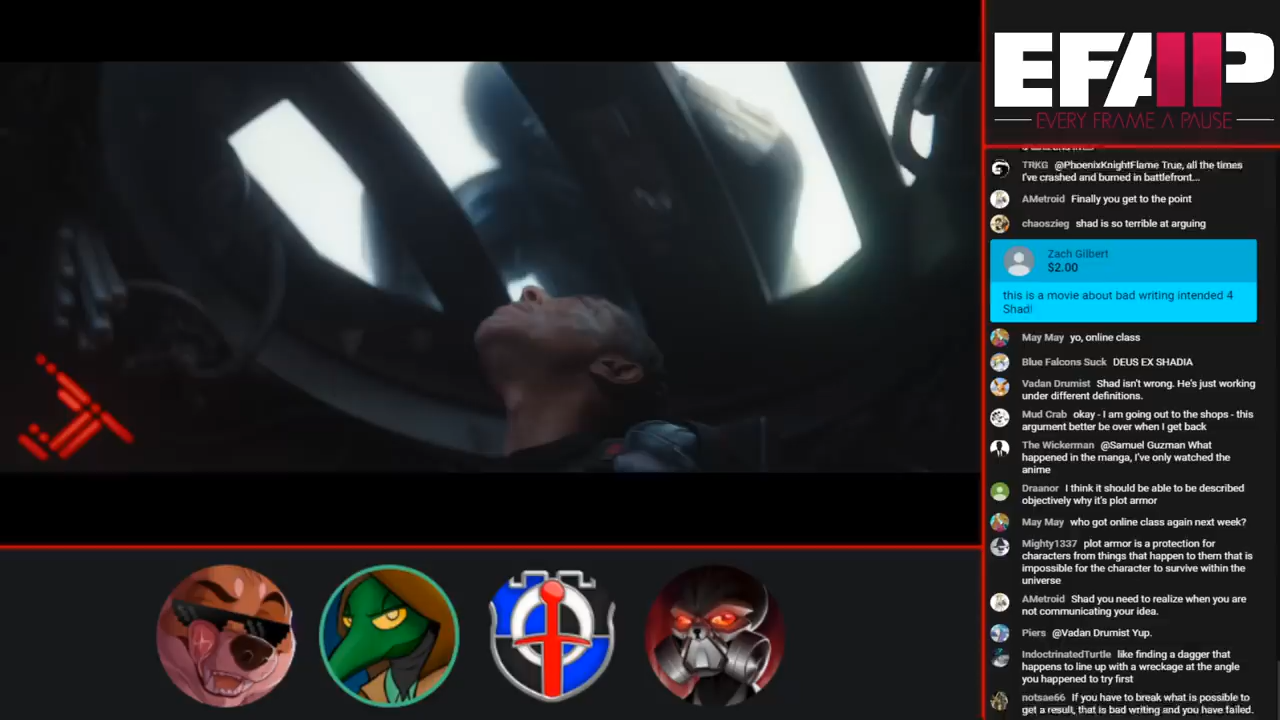 EFAP
EVERY FRAME A PAUSE
TRKG @PhoenixKnightFlame True, all the times
I've crashed and burned in battlefront...
AMetroid Finally you get to the point
chaoszieg shad is so terrible at arguing
Zach Gilbert
$2.00
this is a movie about bad writing intended 4
Shad!
May May yo, online class
Blue Falcons Suck DEUS EX SHADIA
Vadan Drumist Shad isn't wrong. He's just working
under different definitions.
Mud Crab okay - I am going out to the shops - this
argument better be over when I get back
The Wickerman @Samuel Guzman What
happened in the manga, I've only watched the
anime
Draanor I think it should be able to be described
objectively why it's plot armor
May May who got online class again next week?
Mighty1337 plot armor is a protection for
characters from things that happen to them that is
impossible for the character to survive within the
universe
AMetroid Shad you need to realize when you are
not communicating your idea.
Piers @Vadan Drumist Yup.
IndoctrinatedTurtle like finding a dagger that
happens to line up with a wreckage at the angle
you happened to try first
notsae66 If you have to break what is possible to
get a result, that is bad writing and you have failed.